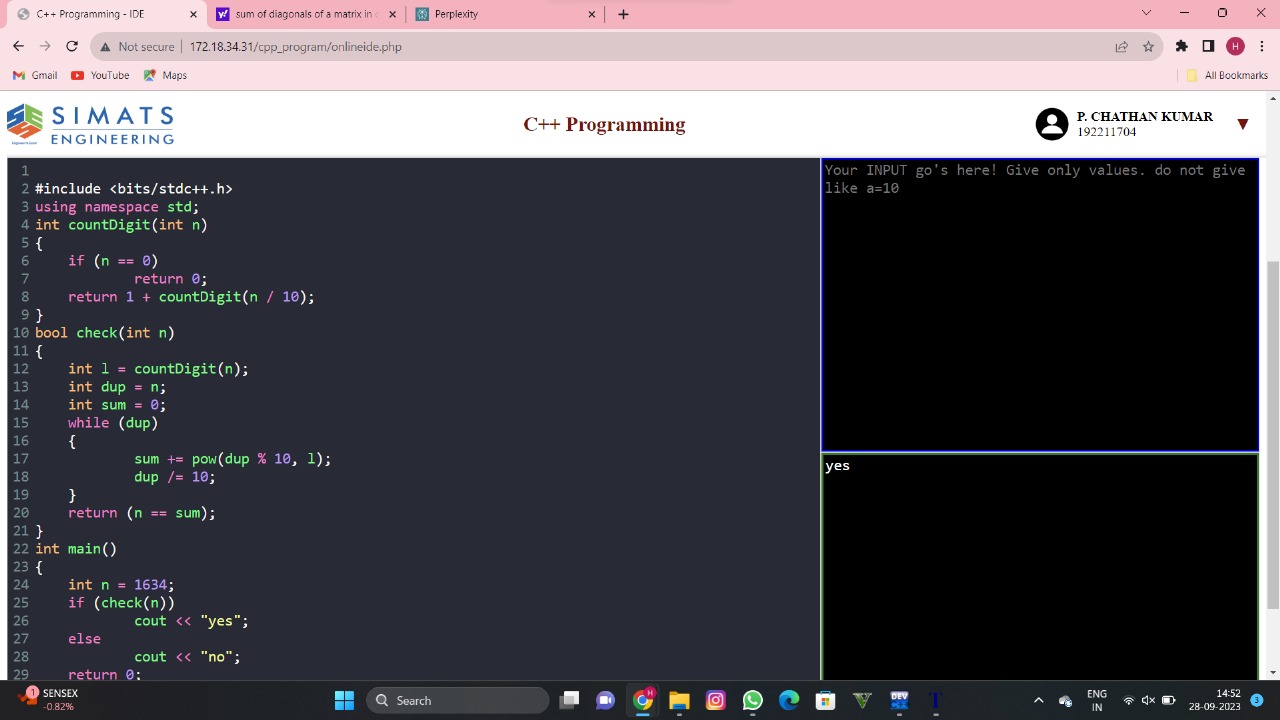 C++ Programming - IDE
sum of diagonals of a matrix in c
Perplexity
Not secure
172.18.34.31/cpp_program/onlineide.php
H
Gmail
YouTube
Maps
All Bookmarks
SIMATS
ENGINEERING
C++ Programming
P. CHATHAN KUMAR
192211704
1
2 #include <bits/stdc++.h>
3 using namespace std;
4 int countDigit(int n)
5 {
6     if (n == 0)
7             return 0;
8     return 1 + countDigit(n / 10);
9 }
10 bool check(int n)
11 {
12     int l = countDigit(n);
13     int dup = n;
14     int sum = 0;
15     while (dup)
16     {
17             sum += pow(dup % 10, l);
18             dup /= 10;
19     }
20     return (n == sum);
21 }
22 int main()
23 {
24     int n = 1634;
25     if (check(n))
26             cout << "yes";
27     else
28             cout << "no";
29     return 0;
Your INPUT go's here! Give only values. do not give
like a=10
yes
1
SENSEX
-0.82%
Search
H
DEV
T
ENG
IN
14:52
28-09-2023
3